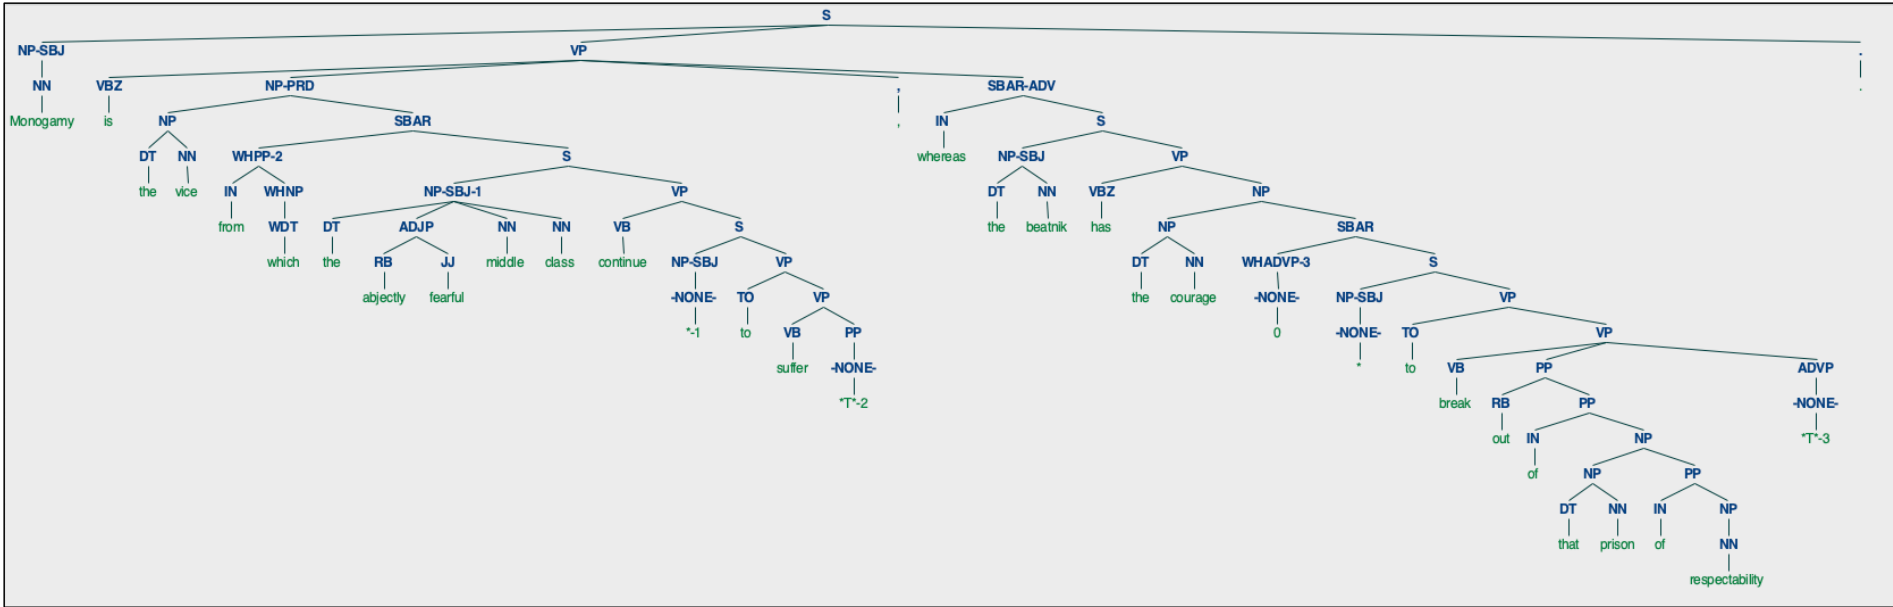 S
NP-SBJ VP .
NN VBZ NP-PRD , SBAR-ADV .
Monogamy is NP SBAR , IN S
DT NN WHPP-2 S whereas NP-SBJ VP
the vice IN WHNP NP-SBJ-1 VP DT NN VBZ NP
from WDT DT ADJP NN NN VB S the beatnik has NP SBAR
which the RB JJ middle class continue NP-SBJ VP DT NN WHADVP-3 S
abjectly fearful -NONE- TO VP the courage -NONE- NP-SBJ VP
*-1 to VB PP 0 -NONE- TO VP
suffer -NONE- * to VB PP ADVP
*T*-2 break RB PP -NONE-
out IN NP *T*-3
of NP PP
DT NN IN NP
that prison of NN
respectability